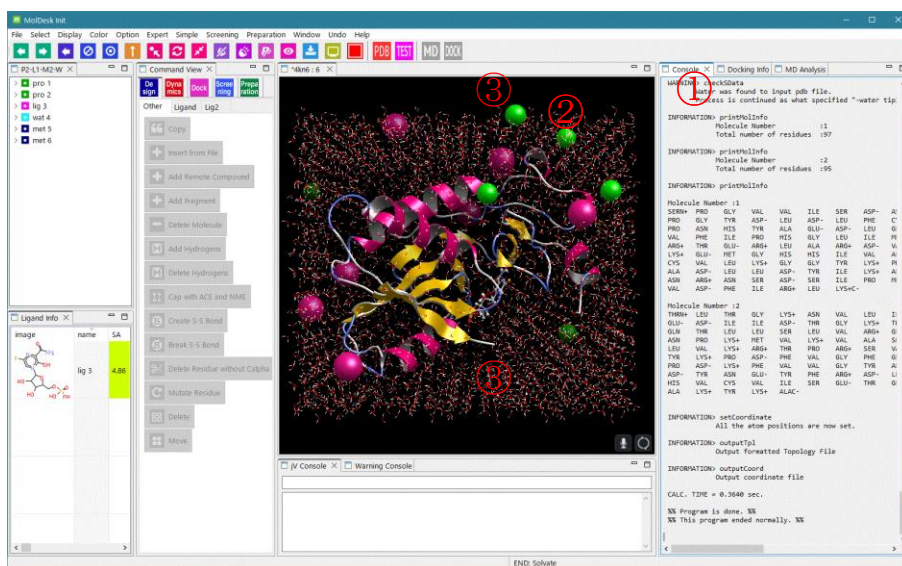 MolDesk Init
File Select Display Color Option Expert Simple Screening Preparation Window Undo Help
PDB TEST MD DOCK
P2-L1-M2-W
pro 1
pro 2
lig 3
wat 4
met 5
met 6
Command View
De sign
Dyna mics
Dock
Scree ning
Prepa ration
Other Ligand Lig2
Copy
Insert from File
Add Remote Compound
Add Fragment
Delete Molecule
Add Hydrogens
Delete Hydrogens
Cap with ACE and NME
Create S-S Bond
Break S-S Bond
Delete Residue without Calpha
Mutate Residue
Delete
Move
Ligand Info
image name SA
lig 3 4.86
*4kn6 : 6
③
②
③
jV Console Warning Console
Console Docking Info MD Analysis
①
WARNING> checkSData
Water was found to input pdb file.
Process is continued as what specified "-water tip
INFORMATION> printMolInfo
Molecule Number :1
Total number of residues :97
INFORMATION> printMolInfo
Molecule Number :2
Total number of residues :95
INFORMATION> printMolInfo
Molecule Number :1
SERN+ PRO GLY VAL VAL ILE SER ASP-
PRO GLY TYR ASP- LEU ASP- LEU PHE
PRO ASN HIS TYR ALA GLU- ASP- LEU
VAL PHE ILE PRO HIS GLY LEU ILE
ARG+ THR GLU- ARG+ LEU ALA ARG+ ASP-
LYS+ GLU- MET GLY HIS HIS ILE VAL
CYS VAL LEU LYS+ GLY GLY TYR LYS+
ALA ASP- LEU LEU ASP- TYR ILE LYS+
ASN ARG+ ASN SER ASP- SER ILE PRO
VAL ASP- PHE ILE ARG+ LEU LYS+C-
Molecule Number :2
THRN+ LEU THR GLY LYS+ ASN VAL LEU
GLU- ASP- ILE ILE ASP- THR GLY LYS+
GLN THR LEU LEU SER LEU VAL ARG+
ASN PRO LYS+ MET VAL LYS+ VAL ALA
LEU VAL LYS+ ARG+ THR PRO ARG+ SER
TYR LYS+ PRO ASP- PHE VAL GLY PHE
PRO ASP- LYS+ PHE VAL VAL GLY TYR
ASP- TYR ASN GLU- TYR PHE ARG+ ASP-
HIS VAL CYS VAL ILE SER GLU- THR
ALA LYS+ TYR LYS+ ALAC-
INFORMATION> setCoordinate
All the atom positions are now set.
INFORMATION> outputTpl
Output formatted Topology File
INFORMATION> outputCoord
Output coordinate file
CALC. TIME = 0.3640 sec.
%% Program is done. %%
%% This program ended normally. %%
END: Solvate